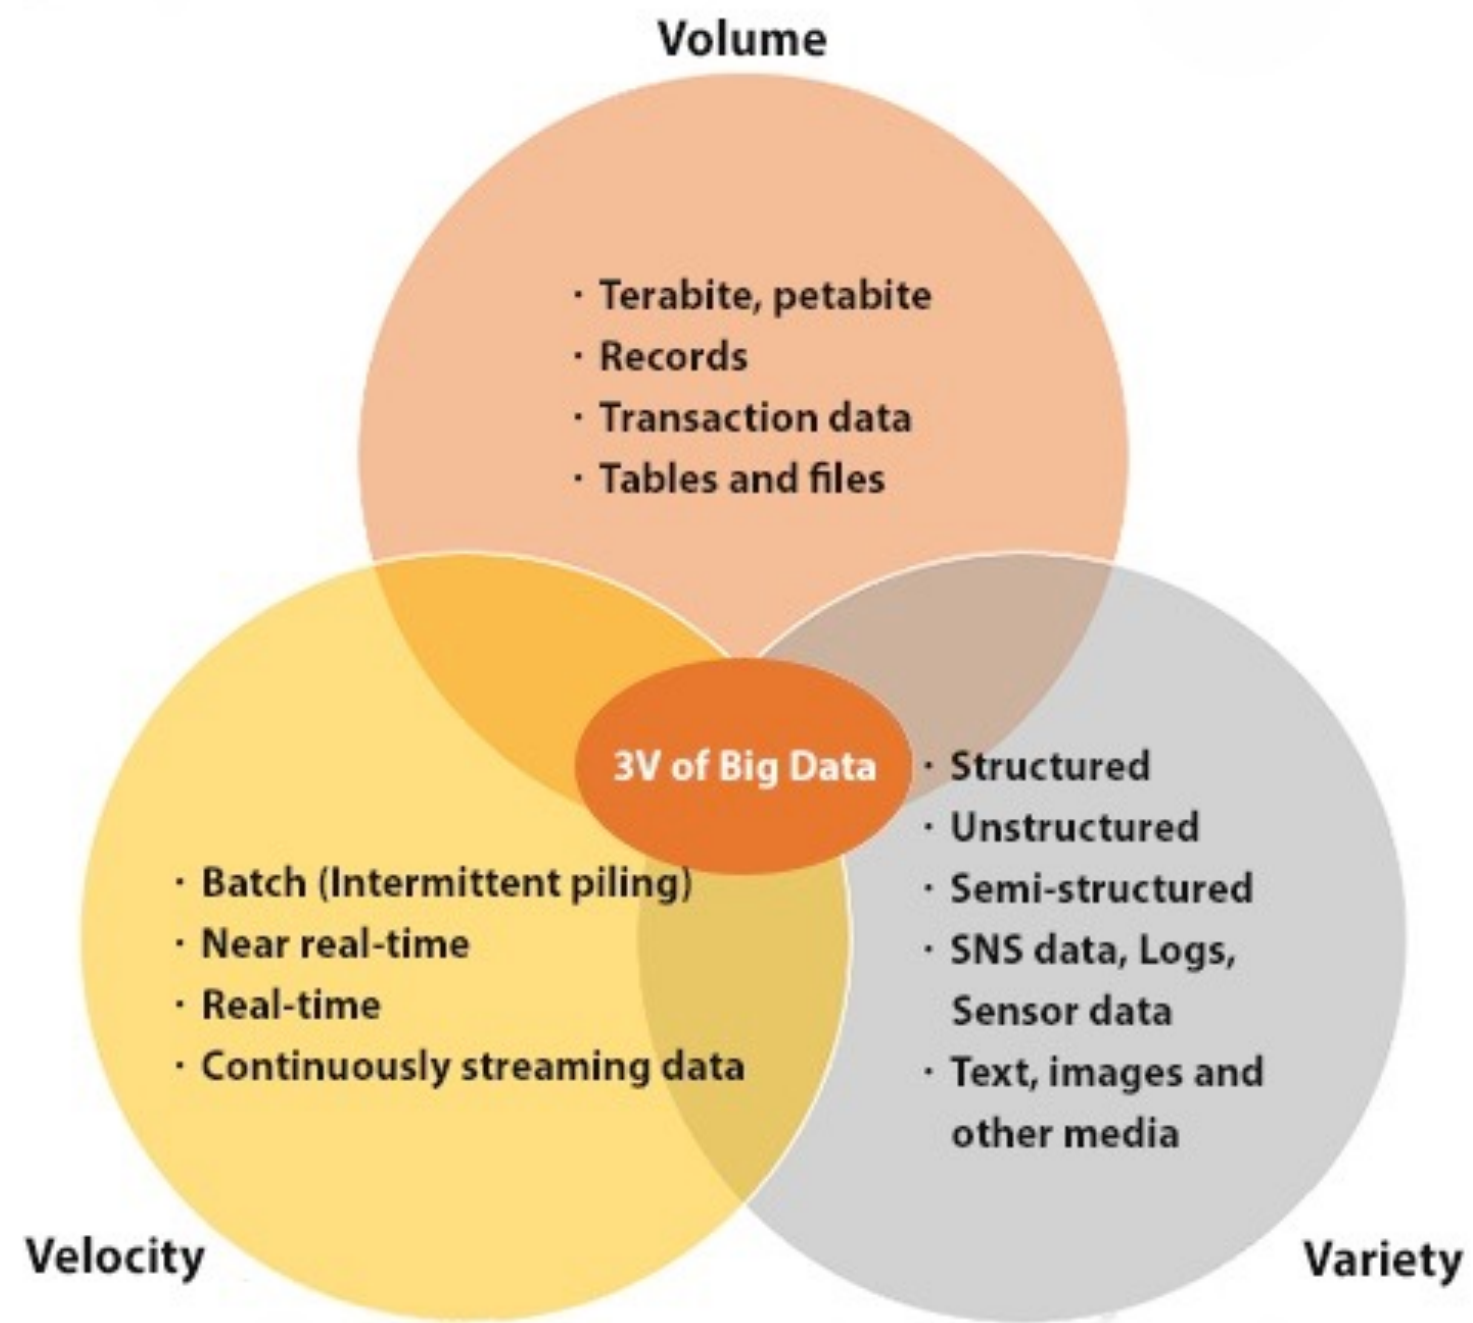 Volume
· Terabite, petabite
· Records
· Transaction data
· Tables and files
3V of Big Data
· Batch (Intermittent piling)
· Near real-time
· Real-time
· Continuously streaming data
Velocity
· Structured
· Unstructured
· Semi-structured
· SNS data, Logs,
Sensor data
· Text, images and
other media
Variety